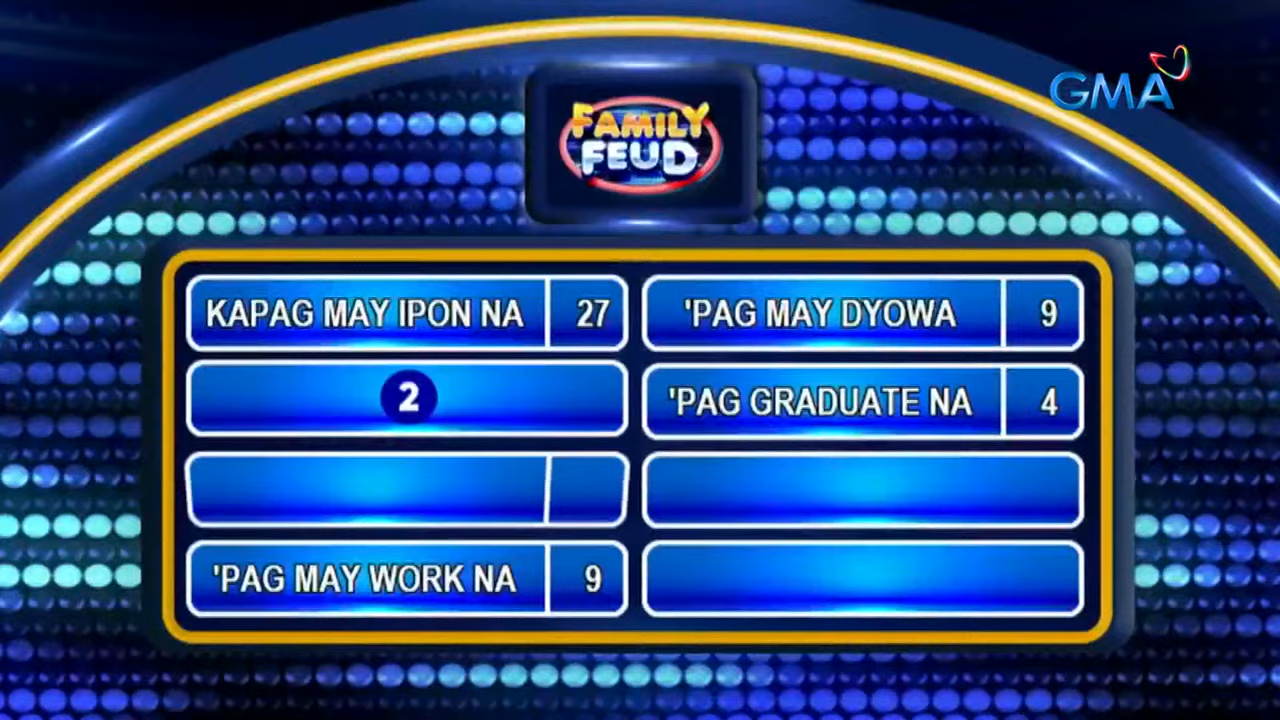 GMA
FAMILY
FEUD
KAPAG MAY IPON NA 27
2
'PAG MAY WORK NA 9
'PAG MAY DYOWA 9
'PAG GRADUATE NA 4